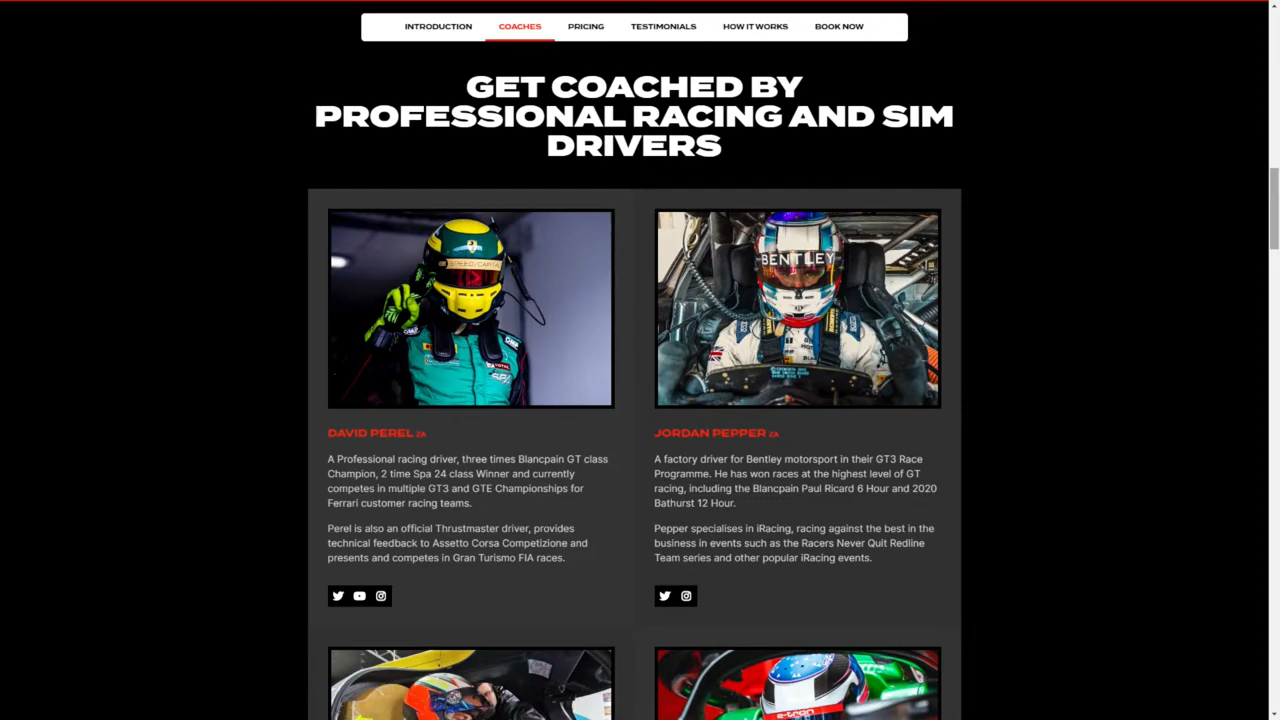 INTRODUCTION COACHES PRICING TESTIMONIALS HOW IT WORKS BOOK NOW
GET COACHED BY
PROFESSIONAL RACING AND SIM
DRIVERS
SPEED/CARTA
BENTLEY
DAVID PEREL ZA
A Professional racing driver, three times Blancpain GT class
Champion, 2 time Spa 24 class Winner and currently
competes in multiple GT3 and GTE Championships for
Ferrari customer racing teams.
Perel is also an official Thrustmaster driver, provides
technical feedback to Assetto Corsa Competizione and
presents and competes in Gran Turismo FIA races.
JORDAN PEPPER ZA
A factory driver for Bentley motorsport in their GT3 Race
Programme. He has won races at the highest level of GT
racing, including the Blancpain Paul Ricard 6 Hour and 2020
Bathurst 12 Hour.
Pepper specialises in iRacing, racing against the best in the
business in events such as the Racers Never Quit Redline
Team series and other popular iRacing events.